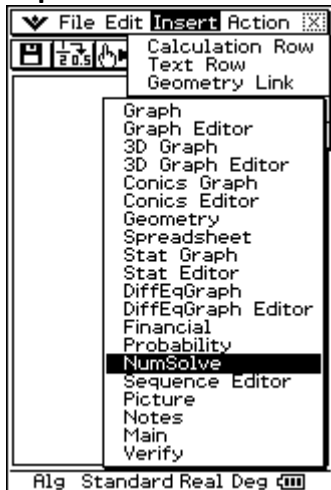 File Edit Insert Action
Calculation Row
Text Row
Geometry Link
Graph
Graph Editor
3D Graph
3D Graph Editor
Conics Graph
Conics Editor
Geometry
Spreadsheet
Stat Graph
Stat Editor
DiffEqGraph
DiffEqGraph Editor
Financial
Probability
NumSolve
Sequence Editor
Picture
Notes
Main
Verify
Alg Standard Real Deg